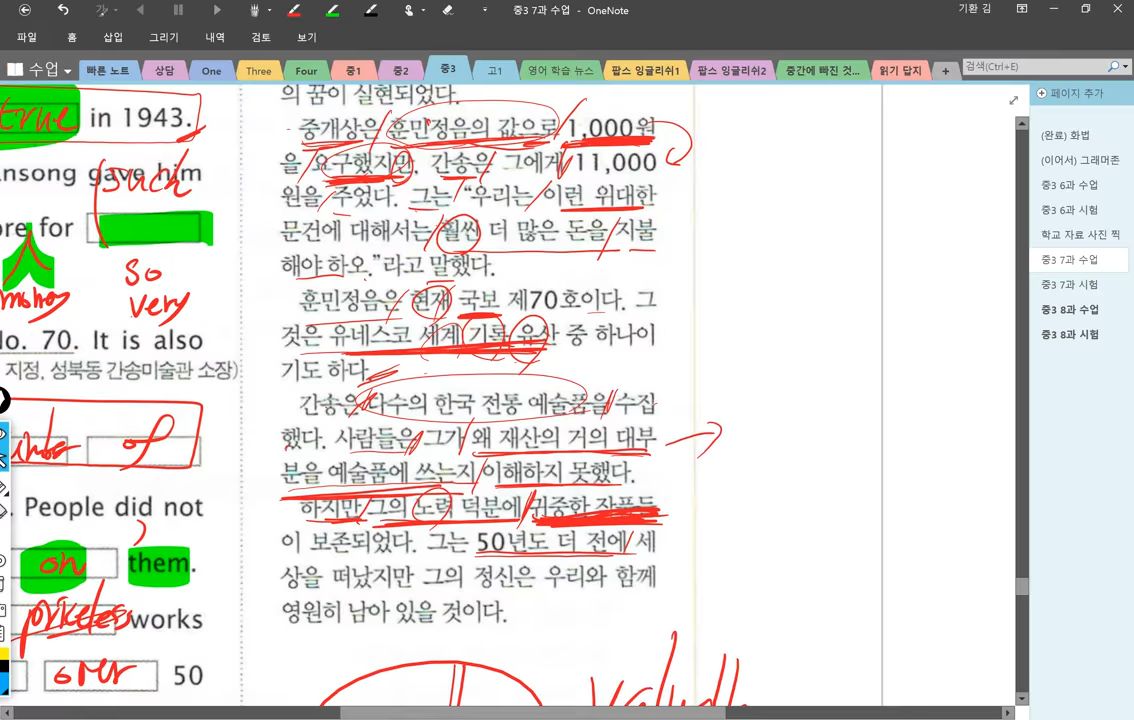 중3 7과 수업 - OneNote
기환 김
파일 홈 삽입 그리기 내역 검토 보기
수업 빠른 노트 상담 One Three Four 중1 중2 중3 고1 영어 학습 뉴스 팝스 잉글리쉬1 팝스 잉글리쉬2 중간에 빠진 것... 읽기 답지 + 검색(Ctrl+E)
페이지 추가
(완료) 화법
(이어서) 그래머존
중3 6과 수업
중3 6과 시험
학교 자료 사진 찍
중3 7과 수업
중3 7과 시험
중3 8과 수업
중3 8과 시험
true in 1943.
ansong gave him
such
ore for
so
very
No. 70. It is also
지정, 성북동 간송미술관 소장)
of
. People did not
on them.
priceless works
over 50
의 꿈이 실현되었다.
중개상은 훈민정음의 값으로 1,000원
을 요구했지만, 간송은 그에게 11,000
원을 주었다. 그는 “우리는 이런 위대한
문건에 대해서는 훨씬 더 많은 돈을 지불
해야 하오.”라고 말했다.
훈민정음은 현재 국보 제70호이다. 그
것은 유네스코 세계 기록 유산 중 하나이
기도 하다.
간송은 다수의 한국 전통 예술품을 수집
했다. 사람들은 그가 왜 재산의 거의 대부
분을 예술품에 쓰는지 이해하지 못했다.
하지만 그의 노력 덕분에 귀중한 작품들
이 보존되었다. 그는 50년도 더 전에 세
상을 떠났지만 그의 정신은 우리와 함께
영원히 남아 있을 것이다.